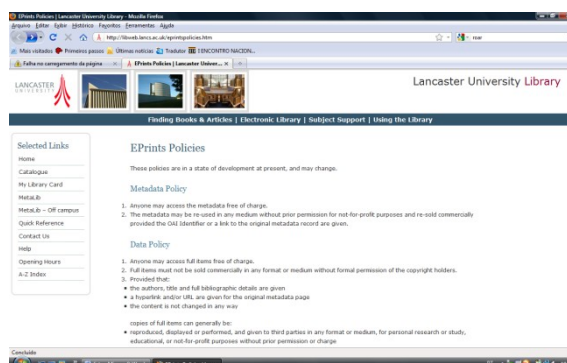 EPrints Policies | Lancaster University Library - Mozilla Firefox
Arquivo Editar Exibir Histórico Favoritos Ferramentas Ajuda
http://libweb.lancs.ac.uk/eprintspolicies.htm
roar
Mais visitados Primeiros passos Últimas notícias Tradutor I ENCONTRO NACION...
Falha no carregamento da página
EPrints Policies | Lancaster Univer...
LANCASTER
UNIVERSITY
Lancaster University Library
Finding Books & Articles | Electronic Library | Subject Support | Using the Library
Selected Links
Home
Catalogue
My Library Card
MetaLib
MetaLib - Off campus
Quick Reference
Contact Us
Help
Opening Hours
A-Z Index
EPrints Policies
These policies are in a state of development at present, and may change.
Metadata Policy
1. Anyone may access the metadata free of charge.
2. The metadata may be re-used in any medium without prior permission for not-for-profit purposes and re-sold commercially
provided the OAI Identifier or a link to the original metadata record are given.
Data Policy
1. Anyone may access full items free of charge.
2. Full items must not be sold commercially in any format or medium without formal permission of the copyright holders.
3. Provided that:
• the authors, title and full bibliographic details are given
• a hyperlink and/or URL are given for the original metadata page
• the content is not changed in any way
copies of full items can generally be:
• reproduced, displayed or performed, and given to third parties in any format or medium, for personal research or study,
educational, or not-for-profit purposes without prior permission or charge
Concluído